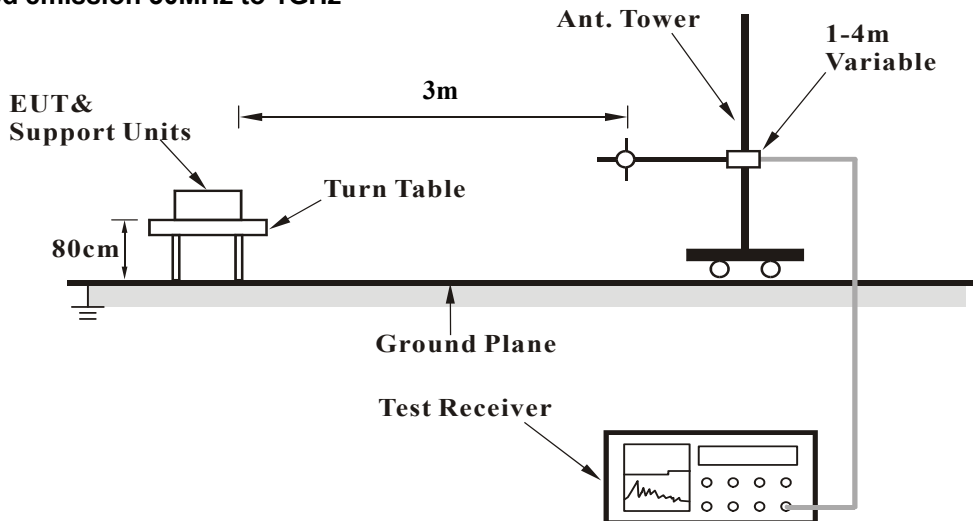 emission 30MHz to 1GHz
Ant. Tower
1-4m
Variable
3m
EUT&
Support Units
Turn Table
80cm
Ground Plane
Test Receiver